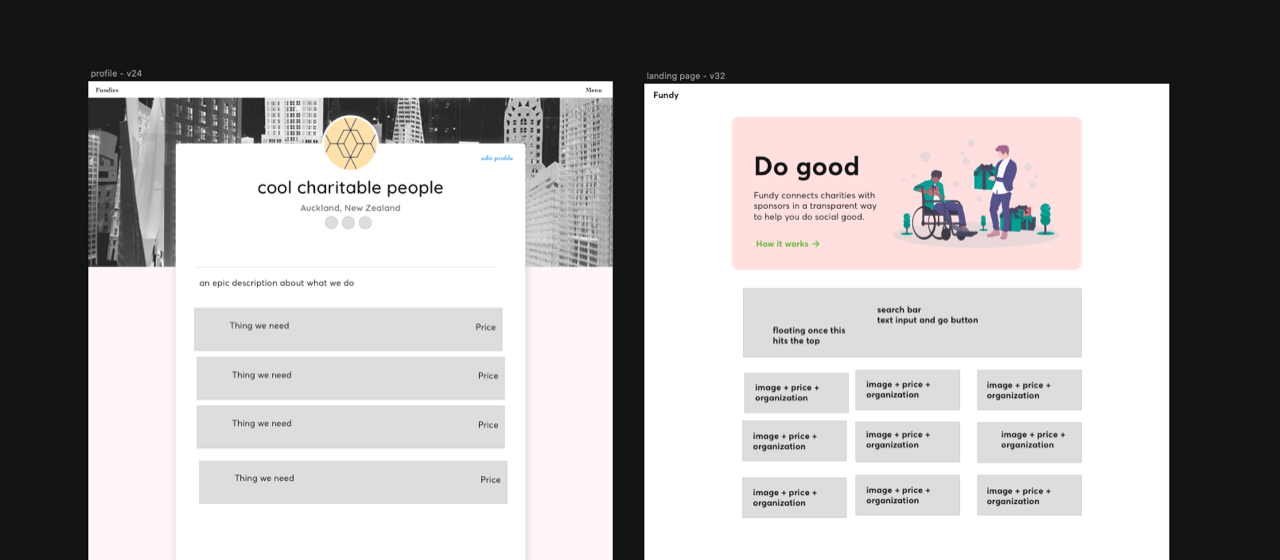 profile - v24
Fundies
Menu
edit profile
cool charitable people
Auckland, New Zealand
an epic description about what we do
Thing we need
Price
Thing we need
Price
Thing we need
Price
Thing we need
Price
landing page - v32
Fundy
Do good
Fundy connects charities with
sponsors in a transparent way
to help you do social good.
How it works →
search bar
text input and go button
floating once this
hits the top
image + price +
organization
image + price +
organization
image + price +
organization
image + price +
organization
image + price +
organization
image + price +
organization
image + price +
organization
image + price +
organization
image + price +
organization